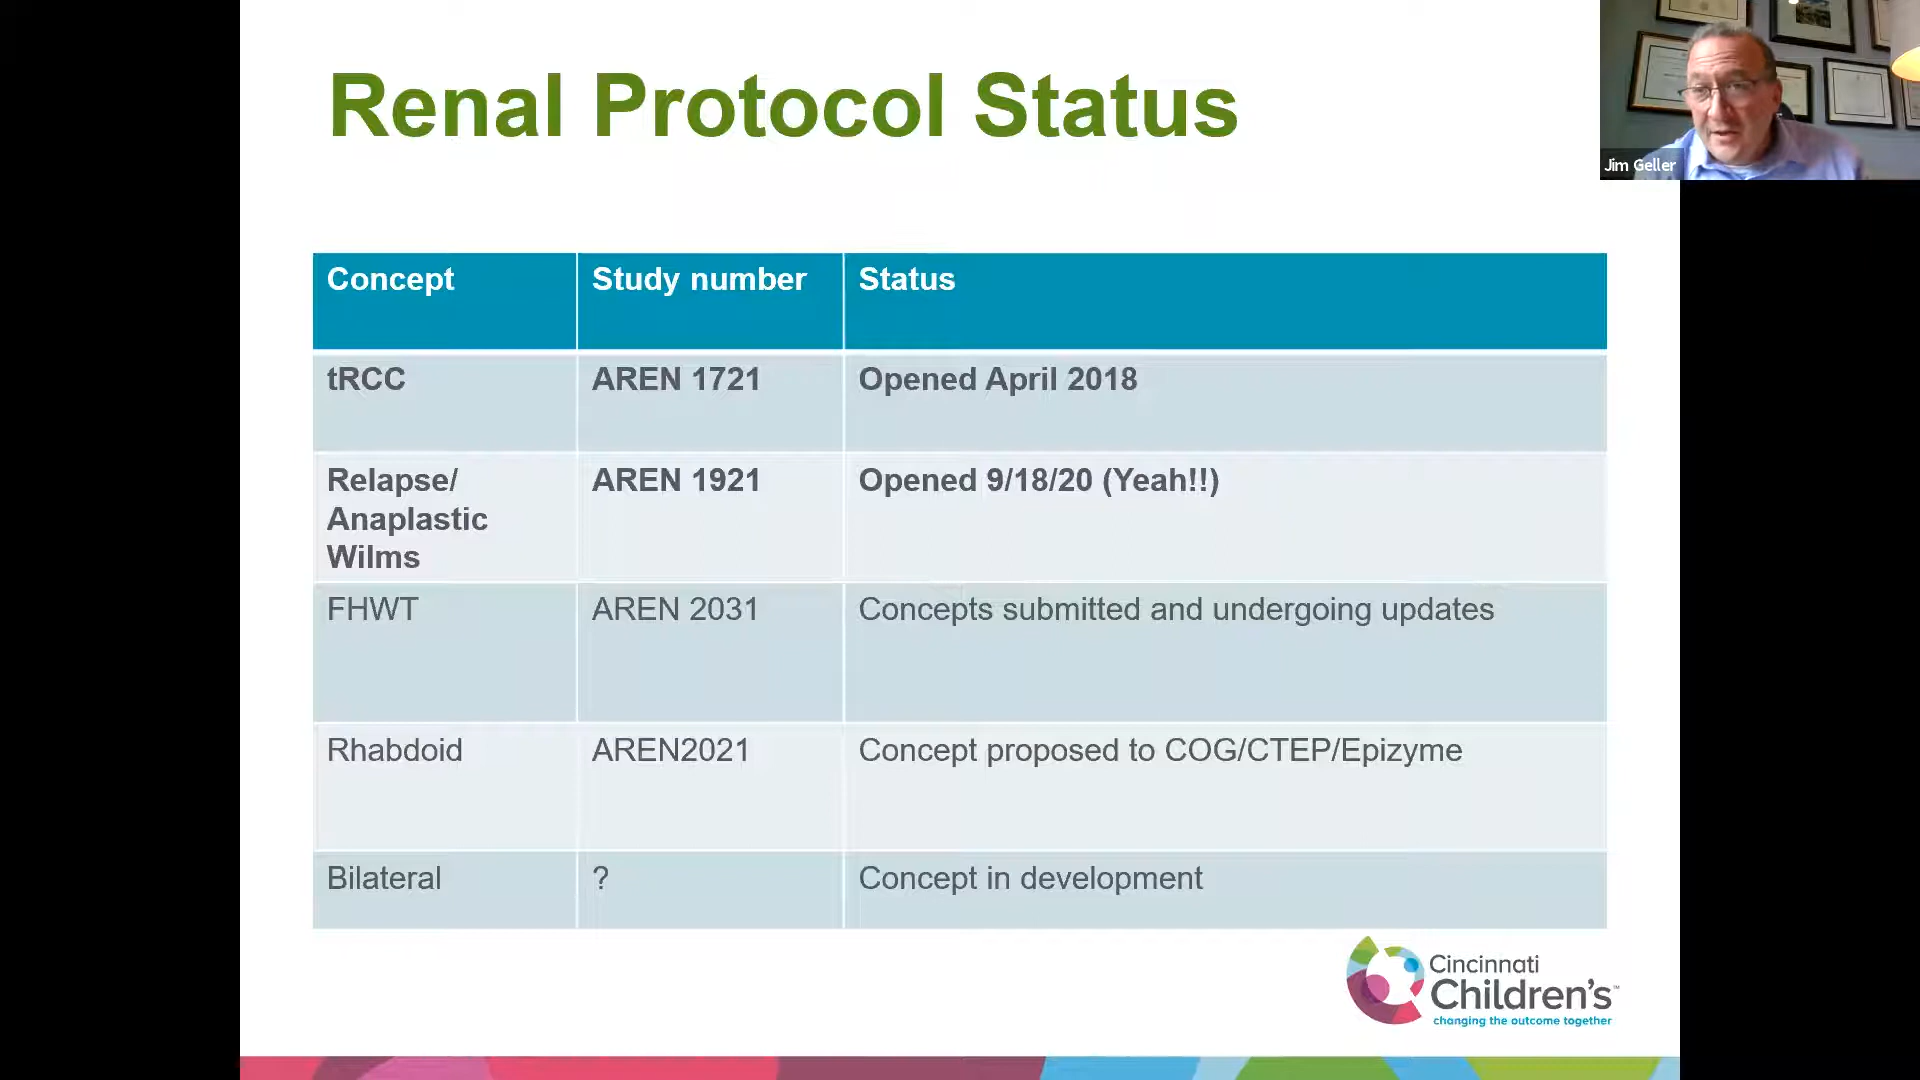 Renal Protocol Status
Jim Geller
Concept
Study number
Status
tRCC
AREN 1721
Opened April 2018
Relapse/
Anaplastic
Wilms
AREN 1921
Opened 9/18/20 (Yeah!!)
FHWT
AREN 2031
Concepts submitted and undergoing updates
Rhabdoid
AREN2021
Concept proposed to COG/CTEP/Epizyme
Bilateral
?
Concept in development
Cincinnati
Children's™
changing the outcome together